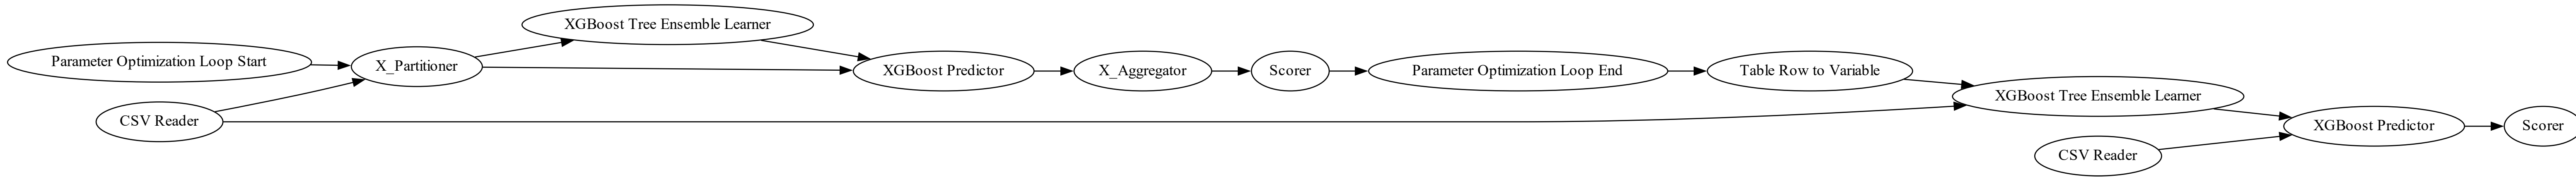 XGBoost Tree Ensemble Learner
Parameter Optimization Loop Start
X_Partitioner
XGBoost Predictor
X_Aggregator
Scorer
Parameter Optimization Loop End
Table Row to Variable
XGBoost Tree Ensemble Learner
CSV Reader
XGBoost Predictor
Scorer
CSV Reader